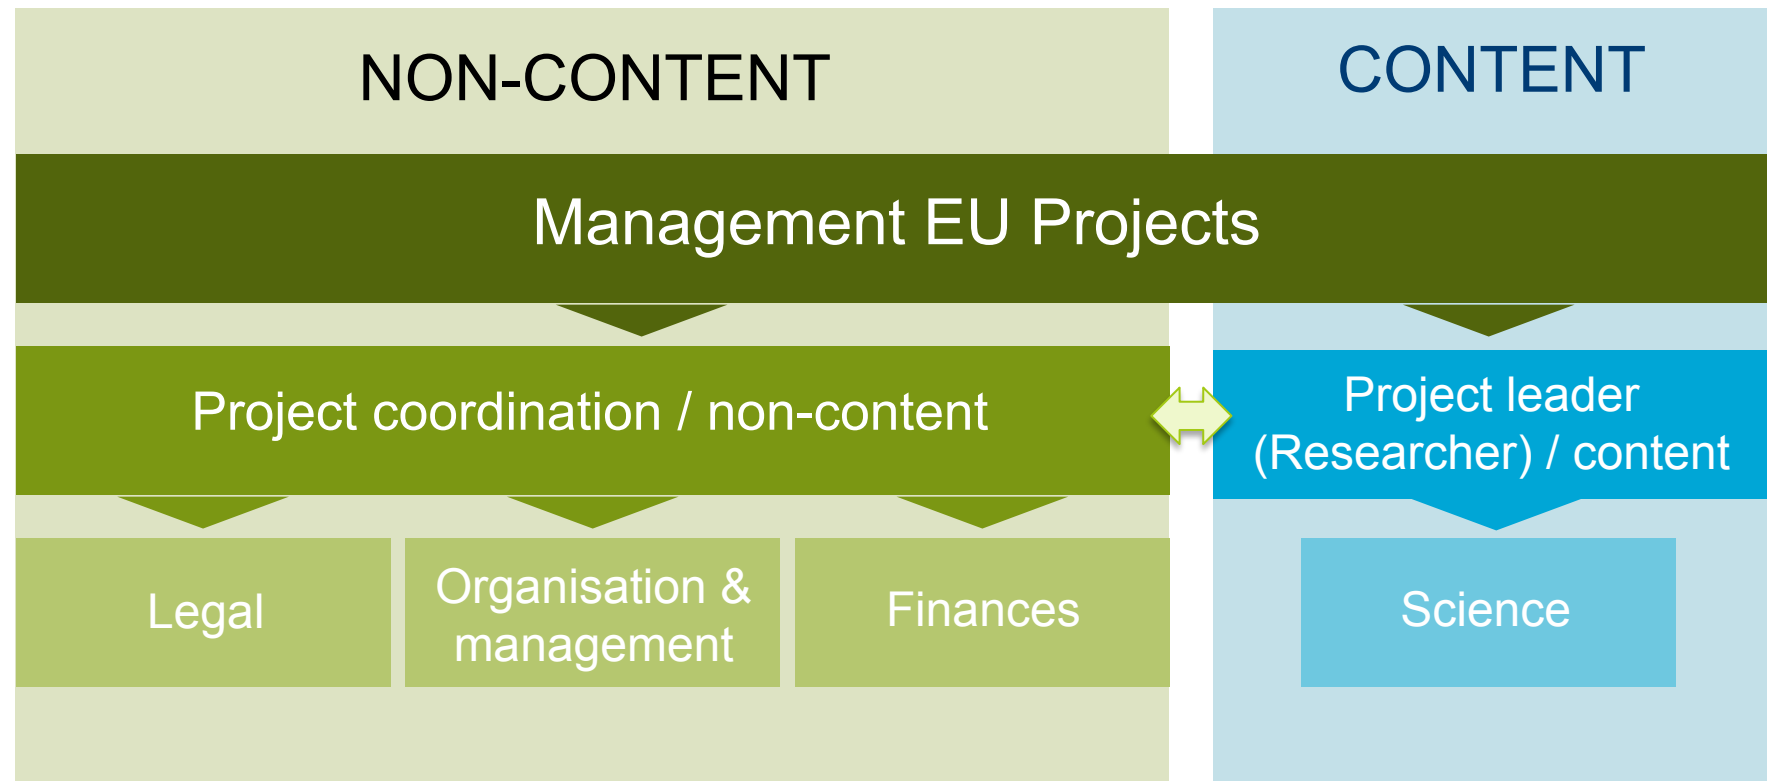 NON-CONTENT
CONTENT
Management EU Projects
Project coordination / non-content
Project leader
(Researcher) / content
Legal
Organisation &
management
Finances
Science